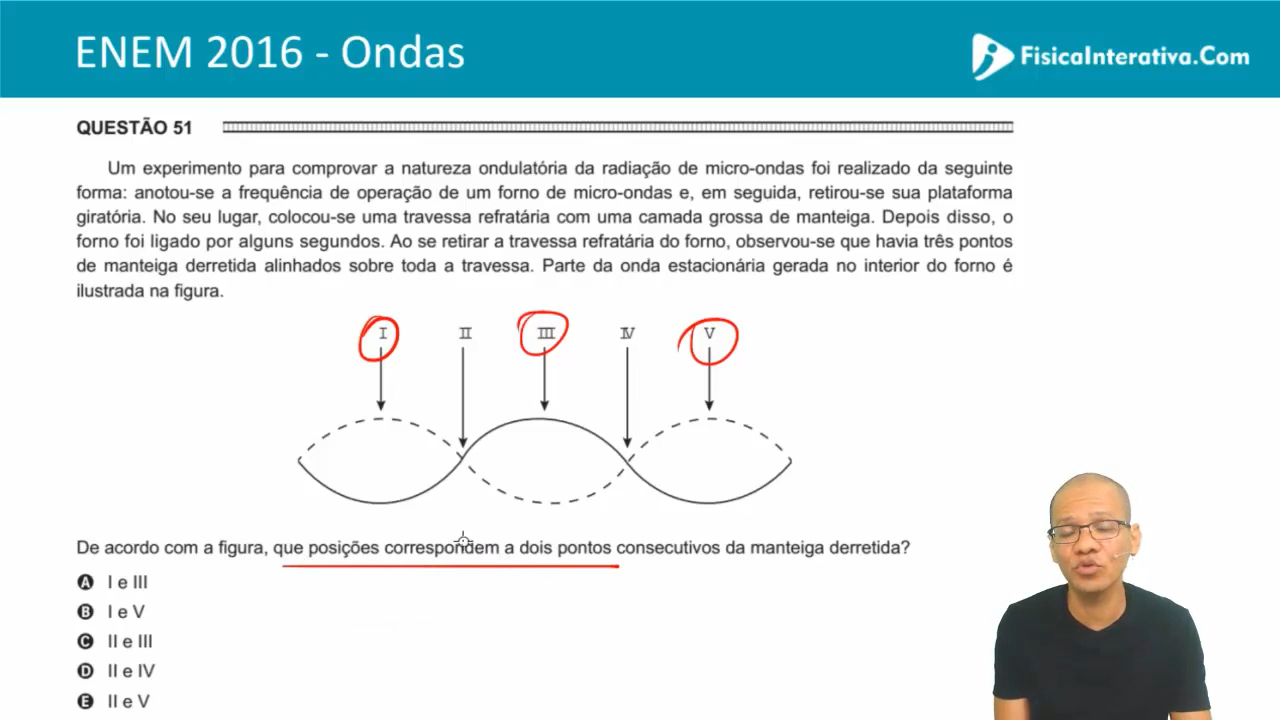 ENEM 2016 - Ondas
FisicaInterativa.Com
QUESTÃO 51
Um experimento para comprovar a natureza ondulatória da radiação de micro-ondas foi realizado da seguinte
forma: anotou-se a frequência de operação de um forno de micro-ondas e, em seguida, retirou-se sua plataforma
giratória. No seu lugar, colocou-se uma travessa refratária com uma camada grossa de manteiga. Depois disso, o
forno foi ligado por alguns segundos. Ao se retirar a travessa refratária do forno, observou-se que havia três pontos
de manteiga derretida alinhados sobre toda a travessa. Parte da onda estacionária gerada no interior do forno é
ilustrada na figura.
I II III IV V
De acordo com a figura, que posições correspondem a dois pontos consecutivos da manteiga derretida?
A I e III
B I e V
C II e III
D II e IV
E II e V